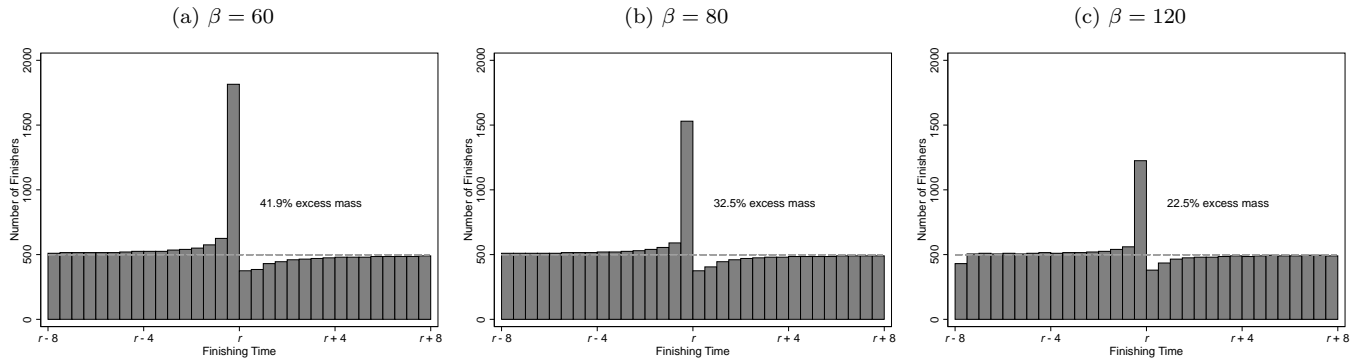 (a) β = 60
2000
1500
1000
500
0
Number of Finishers
41.9% excess mass
r - 8
r - 4
r
r + 4
r + 8
Finishing Time
(b) β = 80
2000
1500
1000
500
0
Number of Finishers
32.5% excess mass
r - 8
r - 4
r
r + 4
r + 8
Finishing Time
(c) β = 120
2000
1500
1000
500
0
Number of Finishers
22.5% excess mass
r - 8
r - 4
r
r + 4
r + 8
Finishing Time